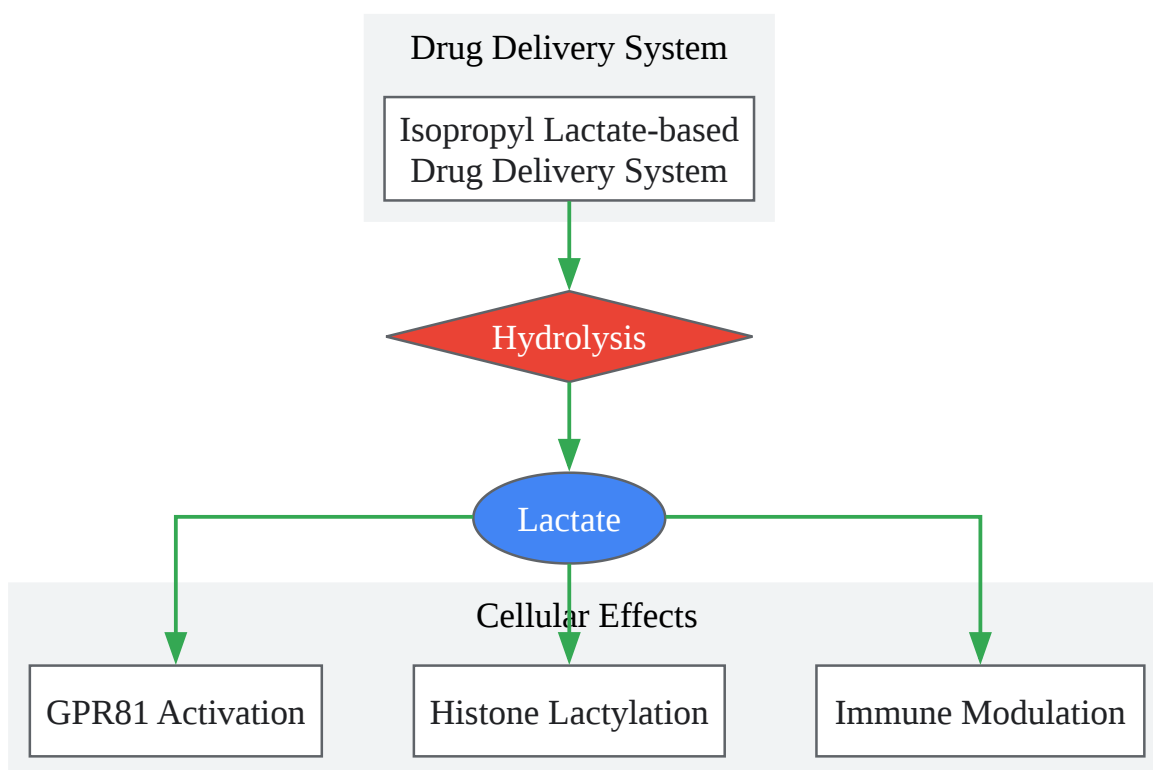 Drug Delivery System
Isopropyl Lactate-based
Drug Delivery System
Hydrolysis
Lactate
Cellular Effects
GPR81 Activation
Histone Lactylation
Immune Modulation